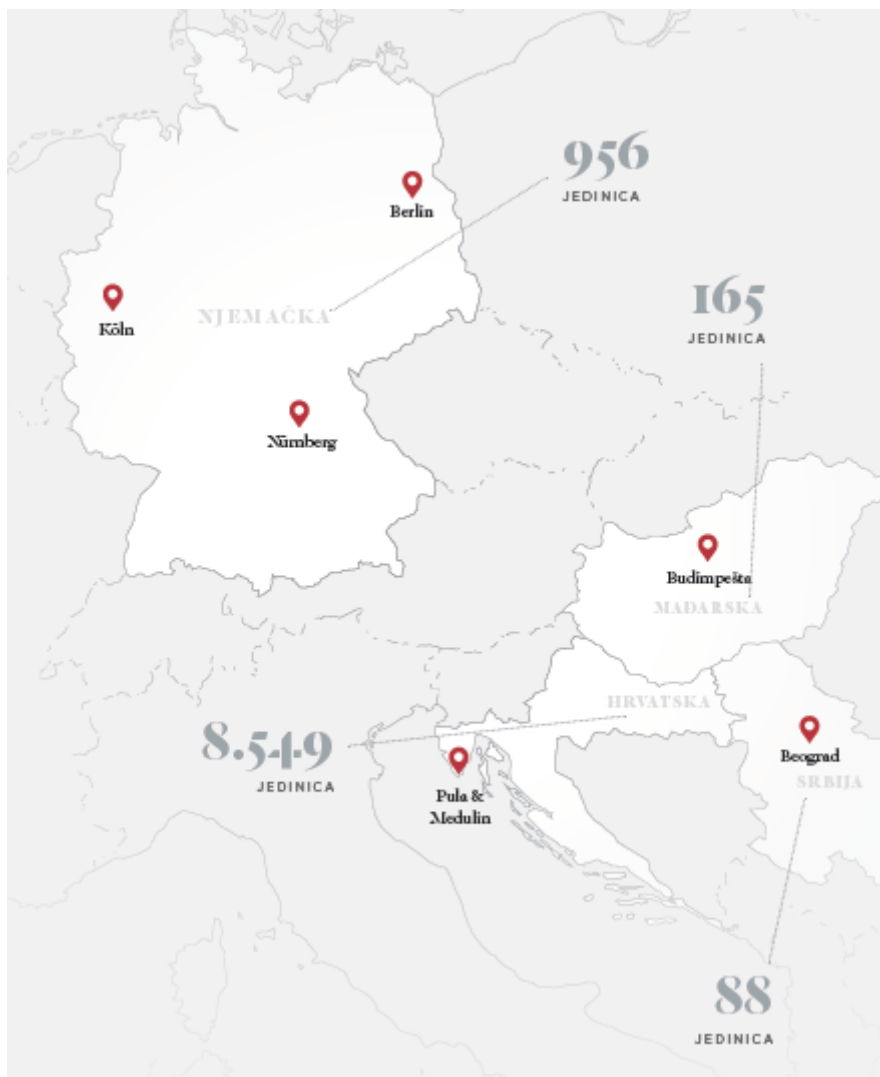 956
JEDINICA
Berlin
165
JEDINICA
Köln
NJEMAČKA
Nürnberg
Budimpešta
MAĐARSKA
HRVATSKA
8.549
JEDINICA
Beograd
SRBIJA
Pula &
Medulin
88
JEDINICA